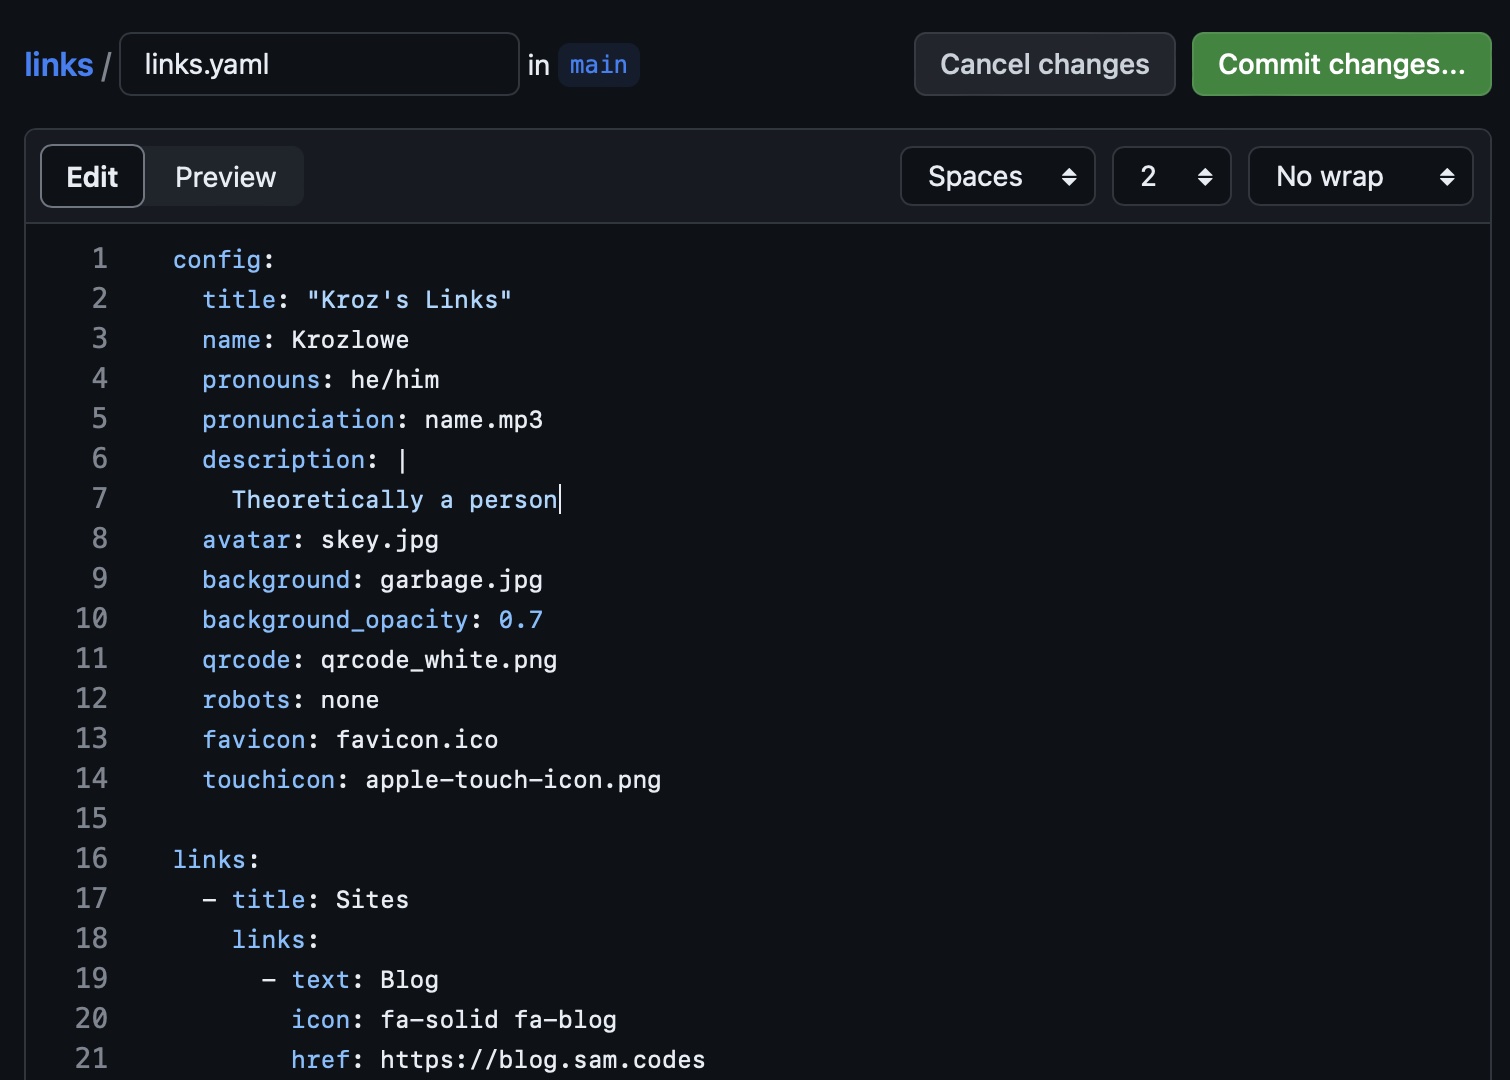 links / links.yaml in main Cancel changes Commit changes...
Edit Preview Spaces 2 No wrap
1 config:
2   title: "Kroz's Links"
3   name: Krozlowe
4   pronouns: he/him
5   pronunciation: name.mp3
6   description: |
7     Theoretically a person
8   avatar: skey.jpg
9   background: garbage.jpg
10   background_opacity: 0.7
11   qrcode: qrcode_white.png
12   robots: none
13   favicon: favicon.ico
14   touchicon: apple-touch-icon.png
15
16 links:
17   - title: Sites
18     links:
19       - text: Blog
20         icon: fa-solid fa-blog
21         href: https://blog.sam.codes